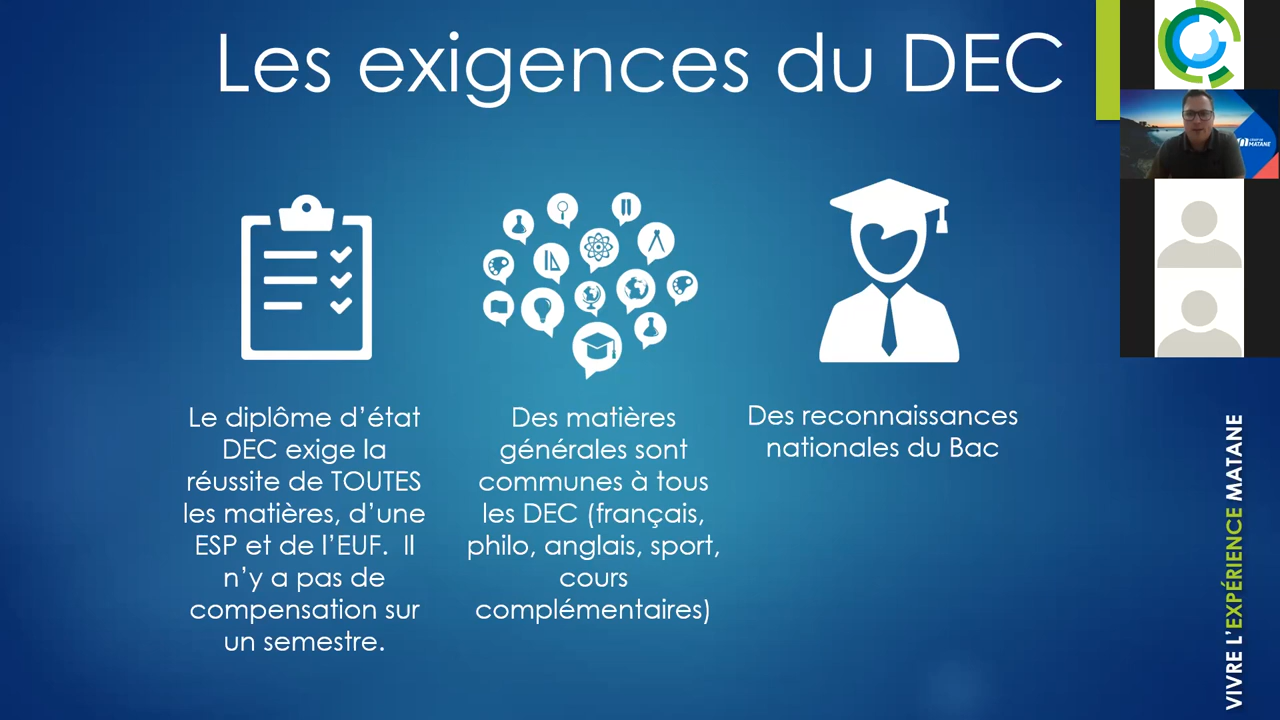 Les exigences du DEC
Le diplôme d'état
DEC exige la
réussite de TOUTES
les matières, d'une
ESP et de l'EUF. Il
n'y a pas de
compensation sur
un semestre.
Des matières
générales sont
communes à tous
les DEC (français,
philo, anglais, sport,
cours
complémentaires)
Des reconnaissances
nationales du Bac
MATANE
VIVRE L'EXPÉRIENCE MATANE